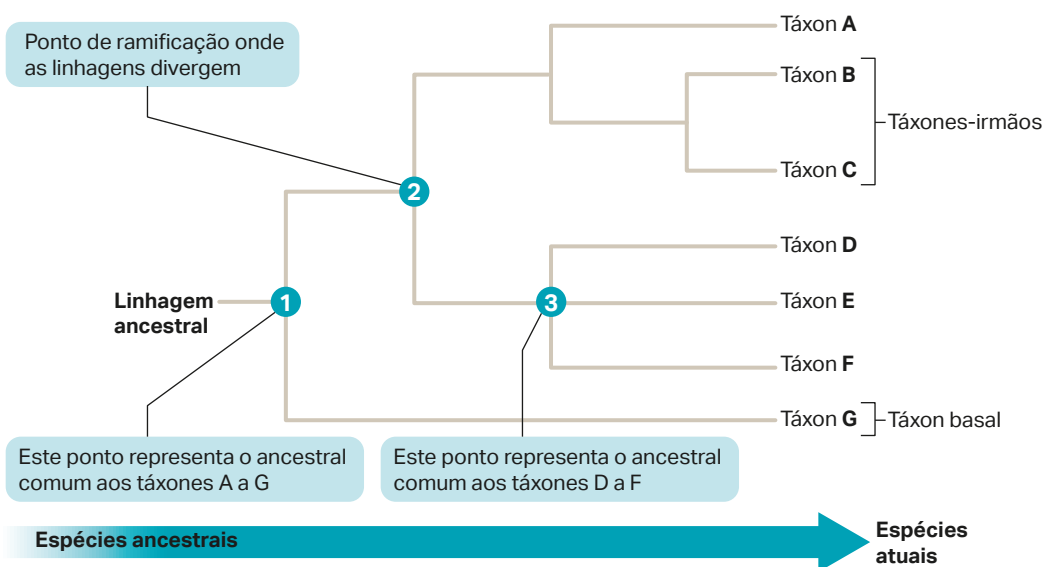 Ponto de ramificação onde
as linhagens divergem
Táxon A
Táxon B
Táxones-irmãos
Táxon C
2
Táxon D
Linhagem
ancestral
1
3
Táxon E
Táxon F
Táxon G
Táxon basal
Este ponto representa o ancestral
comum aos táxones A a G
Este ponto representa o ancestral
comum aos táxones D a F
Espécies ancestrais
Espécies
atuais